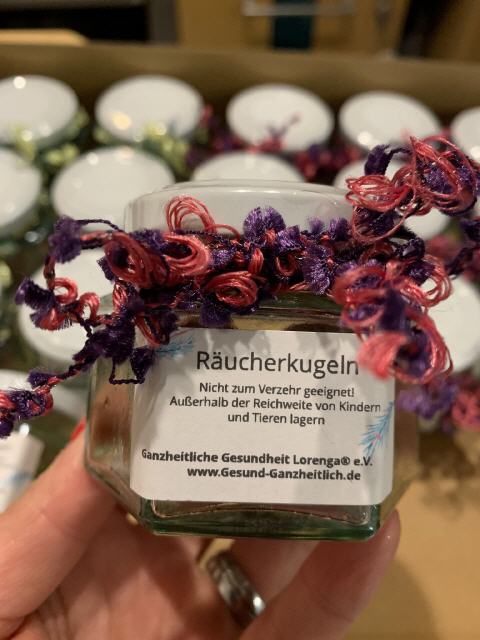 Räucherkugeln
Nicht zum Verzehr geeignet!
Außerhalb der Reichweite von Kindern
und Tieren lagern
Ganzheitliche Gesundheit Lorenga® e.V.
www.Gesund-Ganzheitlich.de